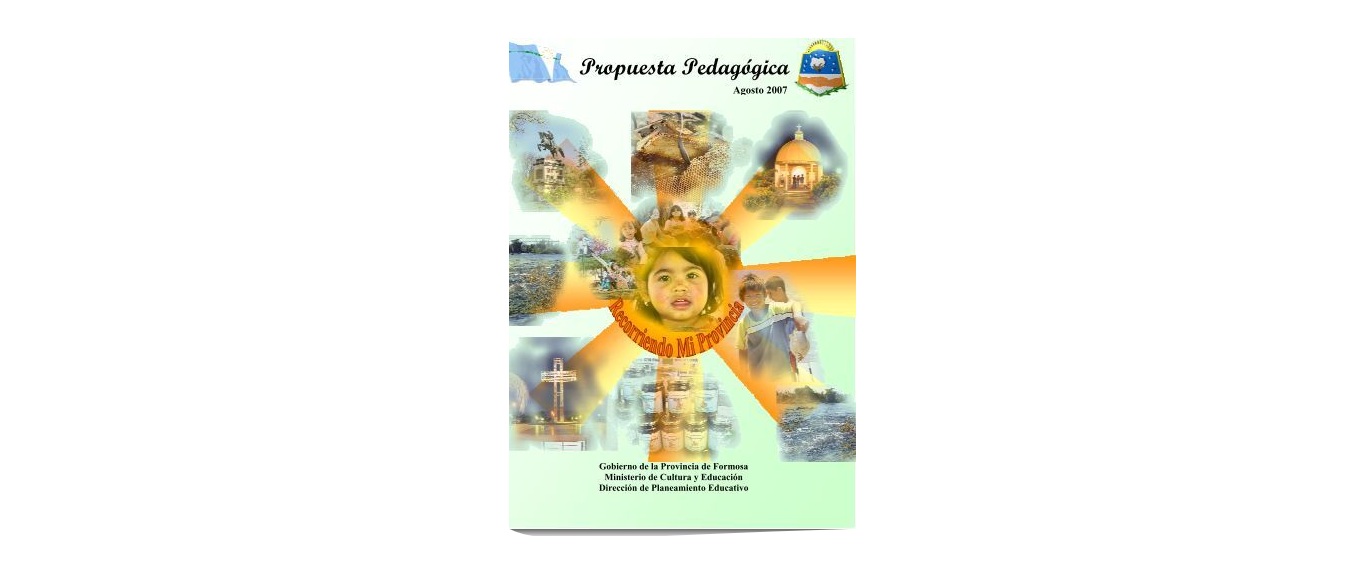 Propuesta Pedagógica
Agosto 2007
Recorriendo Mi Provincia
Gobierno de la Provincia de Formosa
Ministerio de Cultura y Educación
Dirección de Planeamiento Educativo